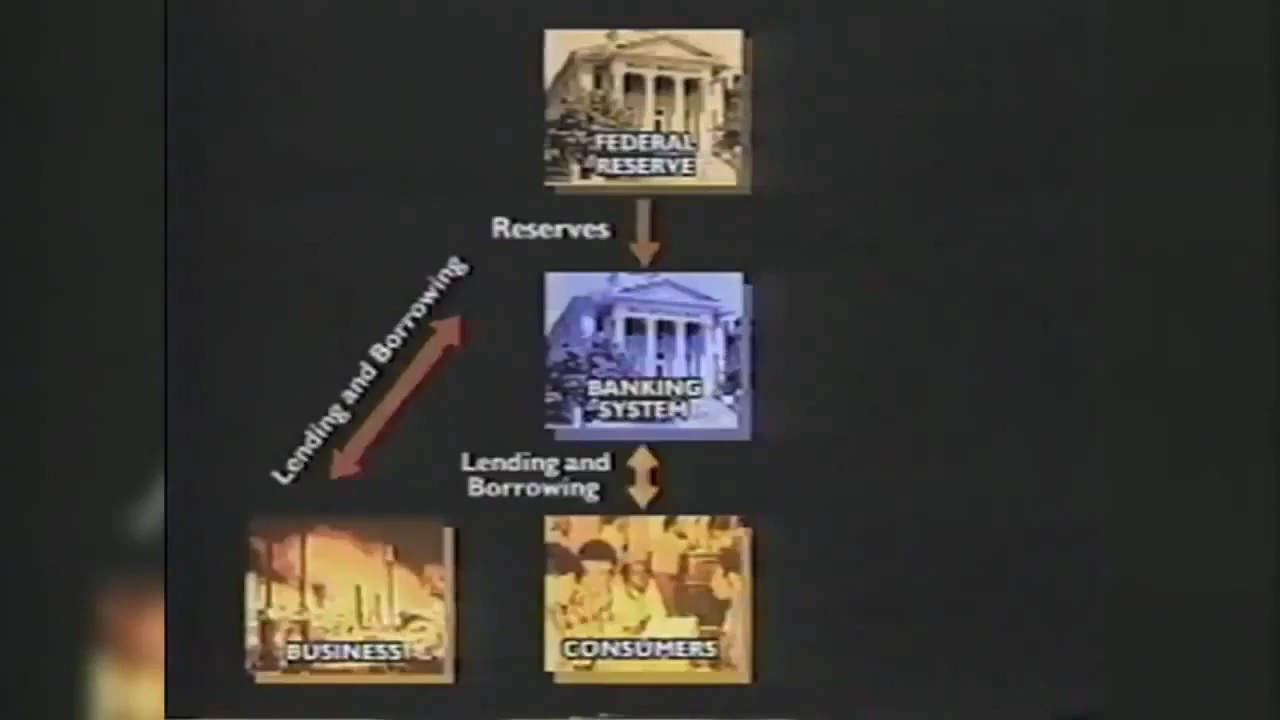 FEDERAL
RESERVE
Reserves
Lending and Borrowing
BANKING
SYSTEM
Lending and
Borrowing
BUSINESS
CONSUMERS